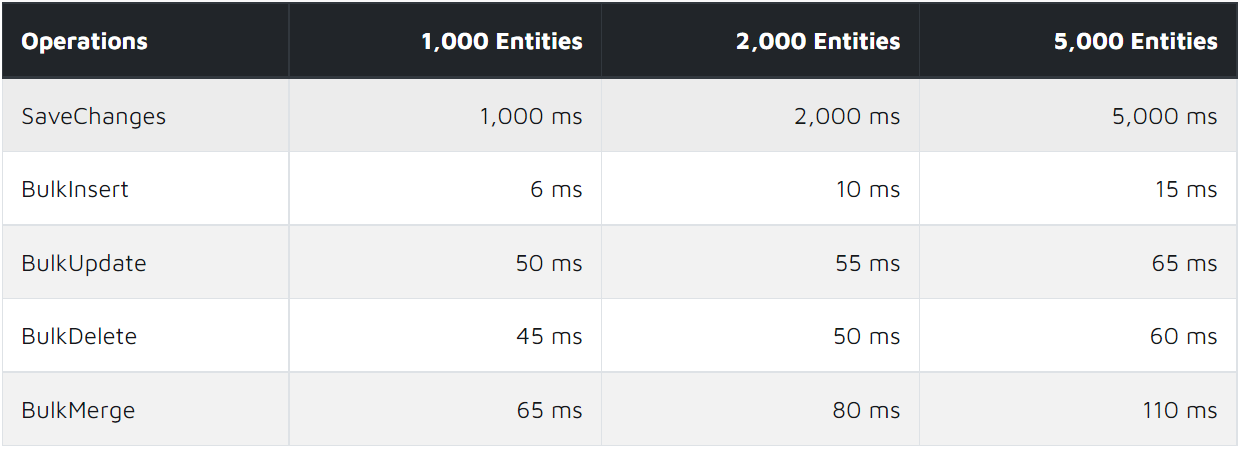 Operations 1,000 Entities 2,000 Entities 5,000 Entities
SaveChanges 1,000 ms 2,000 ms 5,000 ms
BulkInsert 6 ms 10 ms 15 ms
BulkUpdate 50 ms 55 ms 65 ms
BulkDelete 45 ms 50 ms 60 ms
BulkMerge 65 ms 80 ms 110 ms